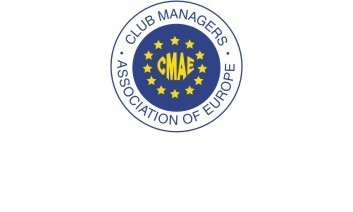 · CLUB MANAGERS ·
ASSOCIATION OF EUROPE
CMAE